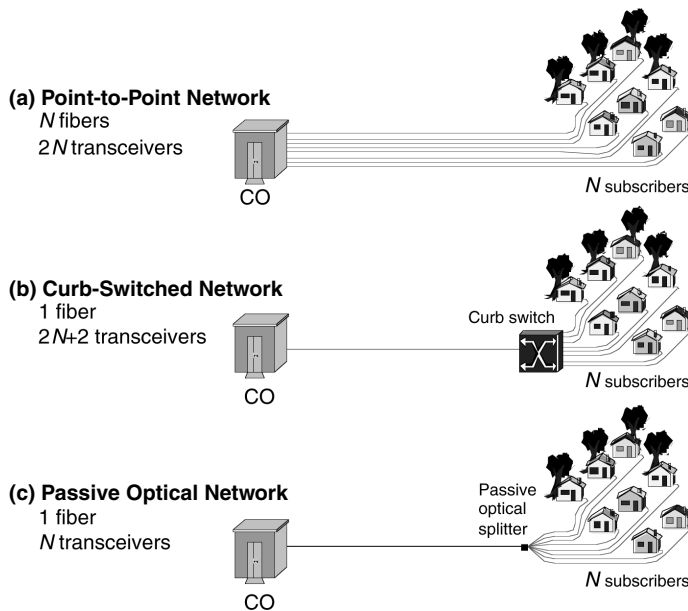 (a) Point-to-Point Network
N fibers
2N transceivers
CO
N subscribers
(b) Curb-Switched Network
1 fiber
2N+2 transceivers
Curb switch
CO
N subscribers
(c) Passive Optical Network
1 fiber
N transceivers
Passive
optical
splitter
CO
N subscribers